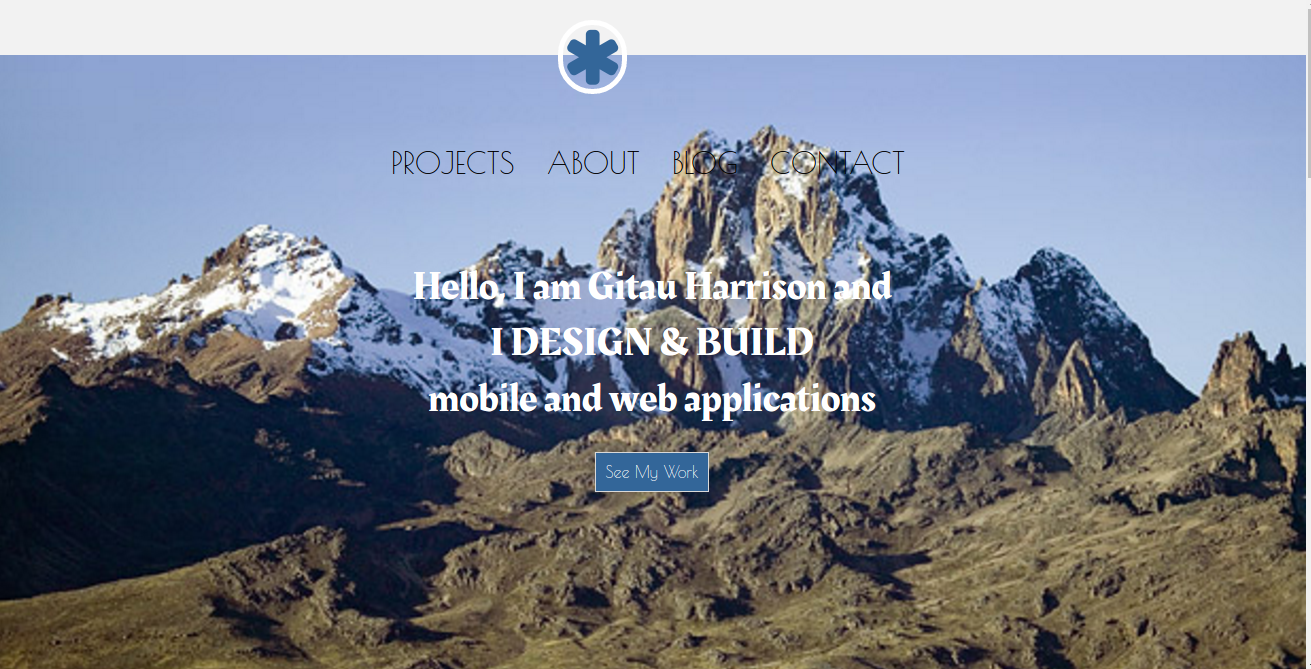 PROJECTS ABOUT BLOG CONTACT
Hello, I am Gitau Harrison and
I DESIGN & BUILD
mobile and web applications
See My Work